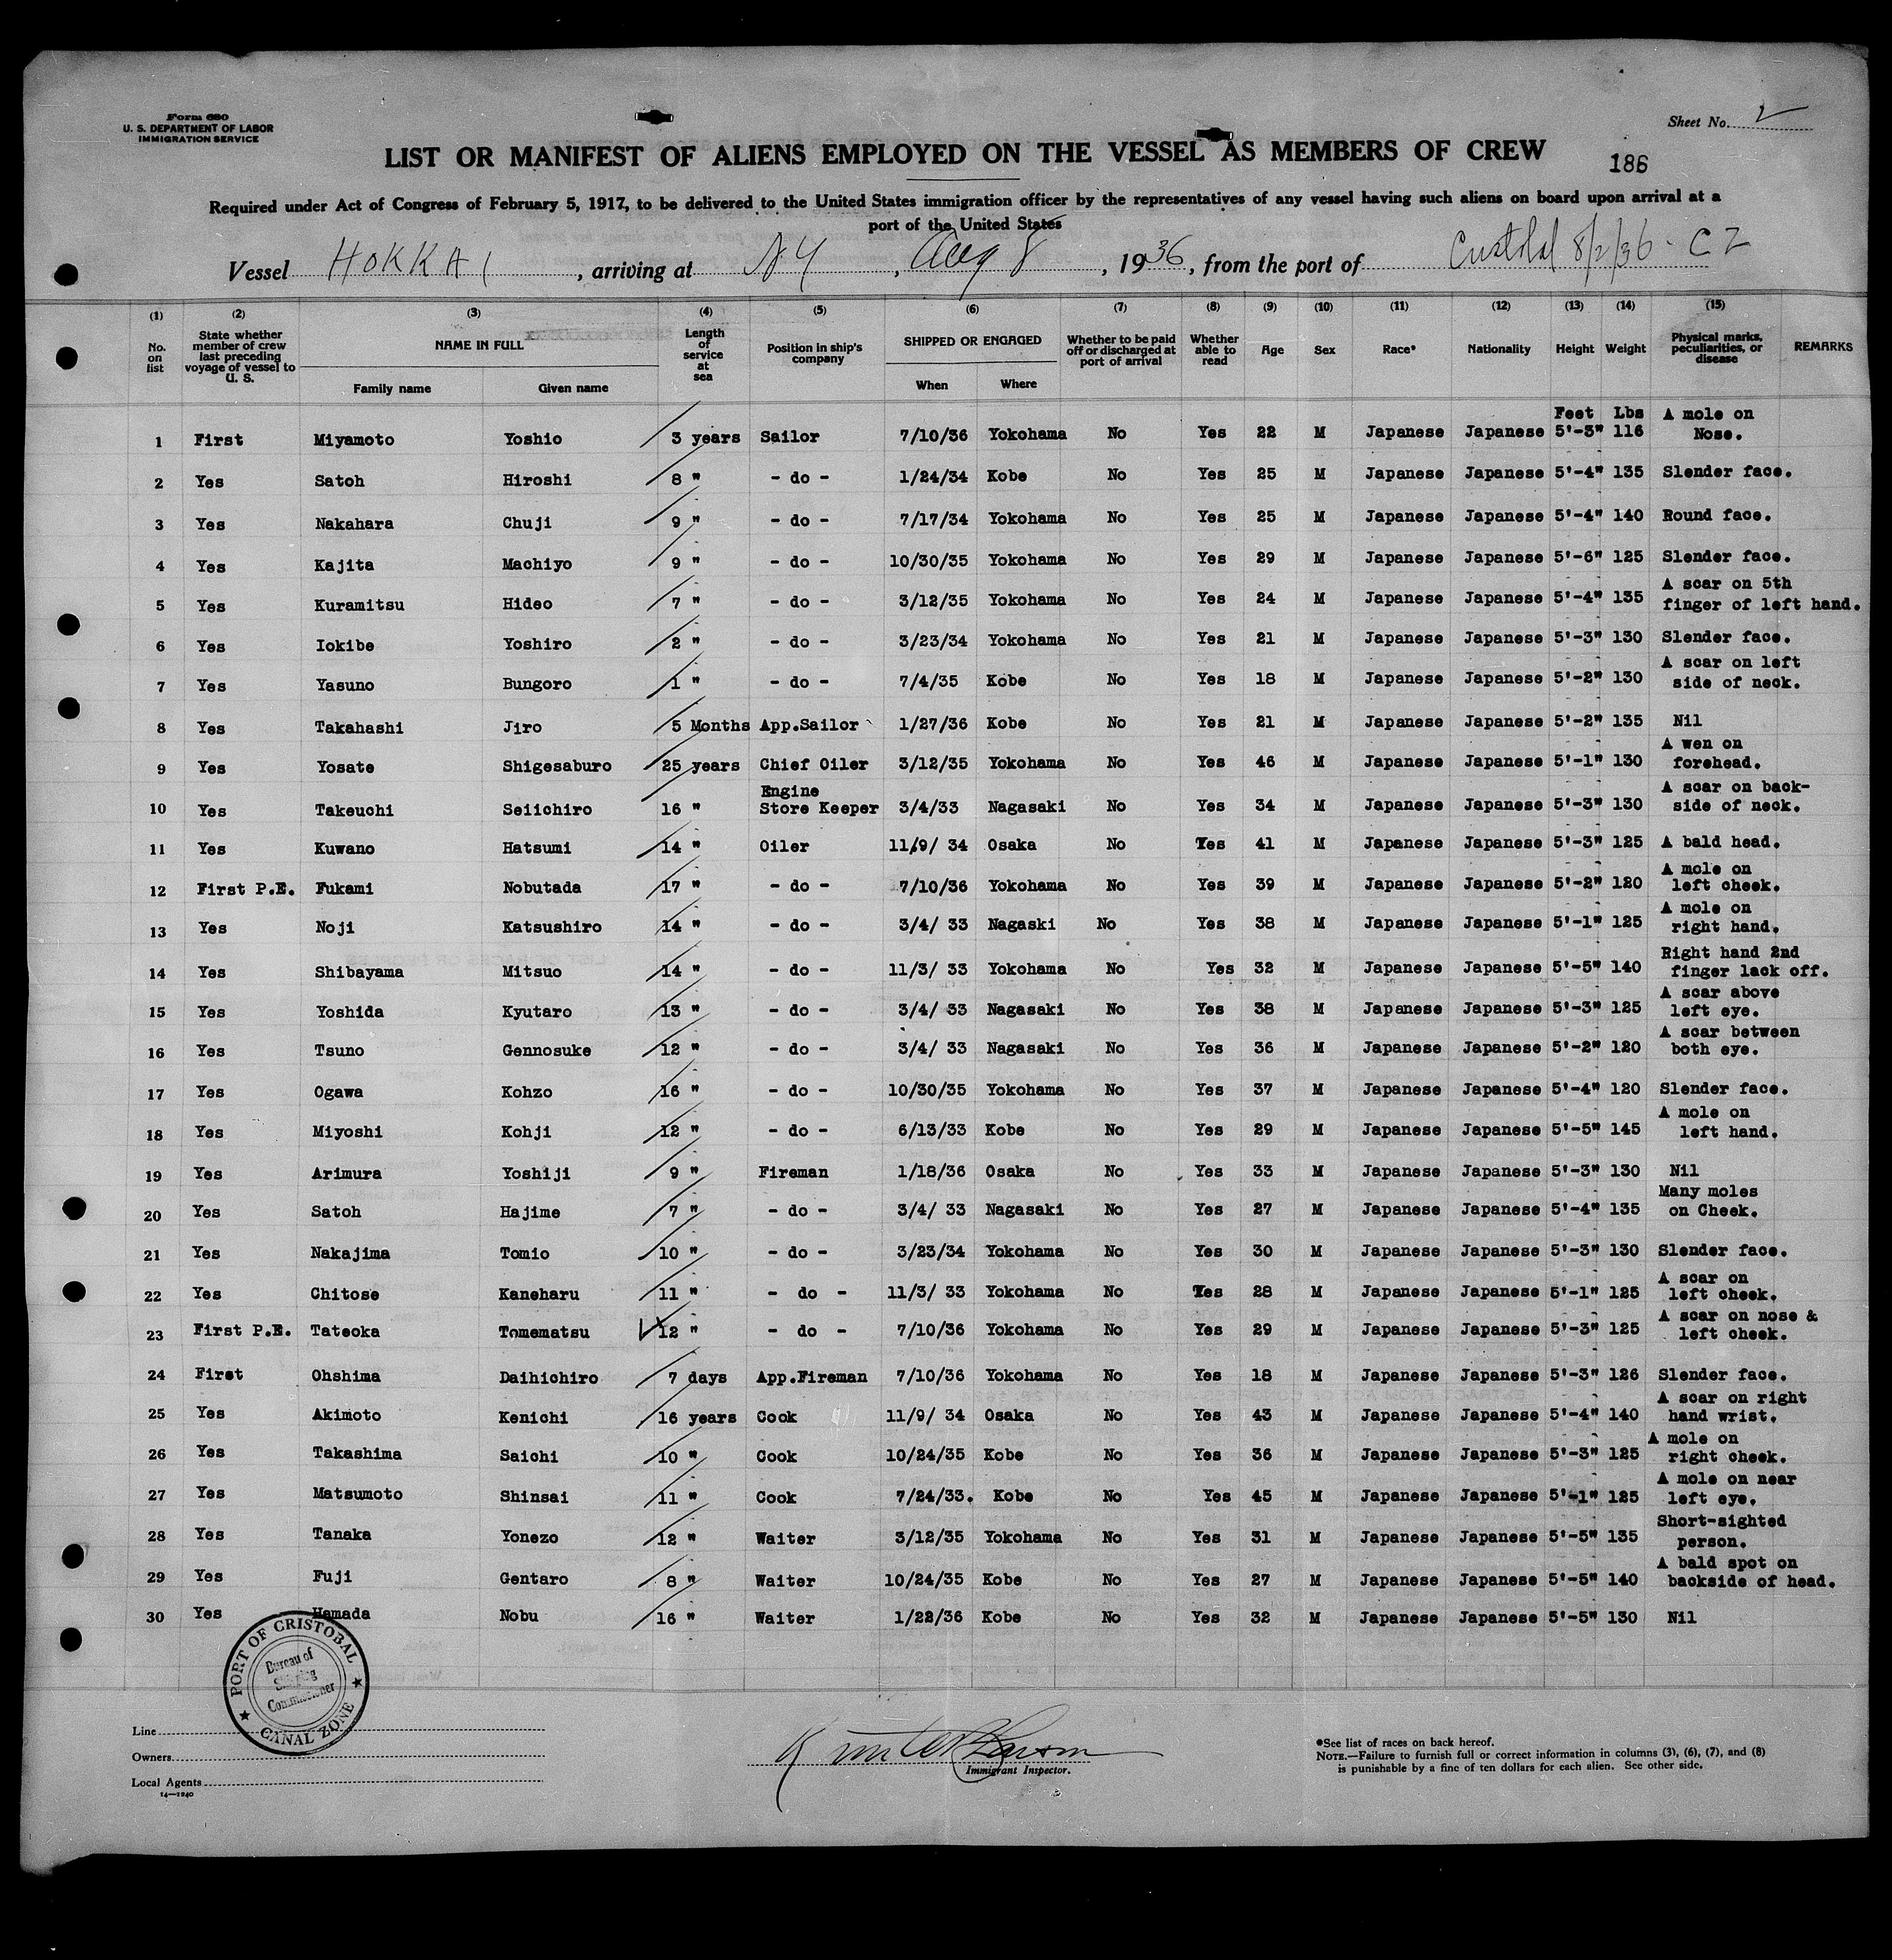 Form 680
U. S. DEPARTMENT OF LABOR
IMMIGRATION SERVICE
Sheet No. 2
LIST OR MANIFEST OF ALIENS EMPLOYED ON THE VESSEL AS MEMBERS OF CREW
186
Required under Act of Congress of February 5, 1917, to be delivered to the United States immigration officer by the representatives of any vessel having such aliens on board upon arrival at a
port of the United States
Vessel HOKKAI, arriving at N Y, Aug 8, 1936, from the port of Cristobal 8/2/36 - C Z
(1) (2) (3) (4) (5) (6) (7) (8) (9) (10) (11) (12) (13) (14) (15)
No. on list State whether member of crew last preceding voyage of vessel to U. S. NAME IN FULL Length of service at sea Position in ship's company SHIPPED OR ENGAGED Whether to be paid off or discharged at port of arrival Whether able to read Age Sex Race* Nationality Height Weight Physical marks, peculiarities, or disease REMARKS
Family name Given name When Where
Feet Lbs
1 First Miyamoto Yoshio 3 years Sailor 7/10/36 Yokohama No Yes 22 M Japanese Japanese 5'-3" 116 A mole on Nose.
2 Yes Satoh Hiroshi 8 " - do - 1/24/34 Kobe No Yes 25 M Japanese Japanese 5'-4" 135 Slender face.
3 Yes Nakahara Chuji 9 " - do - 7/17/34 Yokohama No Yes 25 M Japanese Japanese 5'-4" 140 Round face.
4 Yes Kajita Machiyo 9 " - do - 10/30/35 Yokohama No Yes 29 M Japanese Japanese 5'-6" 125 Slender face.
5 Yes Kuramitsu Hideo 7 " - do - 3/12/35 Yokohama No Yes 24 M Japanese Japanese 5'-4" 135 A scar on 5th finger of left hand.
6 Yes Iokibe Yoshiro 2 " - do - 3/23/34 Yokohama No Yes 21 M Japanese Japanese 5'-3" 130 Slender face.
7 Yes Yasuno Bungoro 1 " - do - 7/4/35 Kobe No Yes 18 M Japanese Japanese 5'-2" 130 A scar on left side of neck.
8 Yes Takahashi Jiro 5 Months App.Sailor 1/27/36 Kobe No Yes 21 M Japanese Japanese 5'-2" 135 Nil
9 Yes Yosate Shigesaburo 25 years Chief Oiler 3/12/35 Yokohama No Yes 46 M Japanese Japanese 5'-1" 130 A wen on forehead.
10 Yes Takeuchi Seiichiro 16 " Engine Store Keeper 3/4/33 Nagasaki No Yes 34 M Japanese Japanese 5'-3" 130 A scar on back-side of neck.
11 Yes Kuwano Hatsumi 14 " Oiler 11/9/ 34 Osaka No Yes 41 M Japanese Japanese 5'-3" 125 A bald head.
12 First P.E. Fukami Nobutada 17 " - do - 7/10/36 Yokohama No Yes 39 M Japanese Japanese 5'-2" 120 A mole on left cheek.
13 Yes Noji Katsushiro 14 " - do - 3/4/ 33 Nagaski No Yes 38 M Japanese Japanese 5'-1" 125 A mole on right hand.
14 Yes Shibayama Mitsuo 14 " - do - 11/3/ 33 Yokohama No Yes 32 M Japanese Japanese 5'-5" 140 Right hand 2nd finger lack off.
15 Yes Yoshida Kyutaro 13 " - do - 3/4/ 33 Nagasaki No Yes 38 M Japanese Japanese 5'-3" 125 A scar above left eye.
16 Yes Tsuno Gennosuke 12 " - do - 3/4/ 33 Nagasaki No Yes 36 M Japanese Japanese 5'-2" 120 A scar between both eye.
17 Yes Ogawa Kohzo 16 " - do - 10/30/35 Yokohama No Yes 37 M Japanese Japanese 5'-4" 120 Slender face.
18 Yes Miyoshi Kohji 12 " - do - 6/13/33 Kobe No Yes 29 M Japanese Japanese 5'-5" 145 A mole on left hand.
19 Yes Arimura Yoshiji 9 " Fireman 1/18/36 Osaka No Yes 33 M Japanese Japanese 5'-3" 130 Nil
20 Yes Satoh Hajime 7 " - do - 3/4/ 33 Nagasaki No Yes 27 M Japanese Japanese 5'-4" 135 Many moles on Cheek.
21 Yes Nakajima Tomio 10 " - do - 3/23/34 Yokohama No Yes 30 M Japanese Japanese 5'-3" 130 Slender face.
22 Yes Chitose Kaneharu 11 " - do - 11/3/ 33 Yokohama No Yes 28 M Japanese Japanese 5'-1" 125 A scar on left cheek.
23 First P.E. Tateoka Tomematsu 12 " - do - 7/10/36 Yokohama No Yes 29 M Japanese Japanese 5'-3" 125 A scar on nose & left cheek.
24 First Ohshima Daihichiro 7 days App.Fireman 7/10/36 Yokohama No Yes 18 M Japanese Japanese 5'-3" 126 Slender face.
25 Yes Akimoto Kenichi 16 years Cook 11/9/ 34 Osaka No Yes 43 M Japanese Japanese 5'-4" 140 A scar on right hand wrist.
26 Yes Takashima Saichi 10 " Cook 10/24/35 Kobe No Yes 36 M Japanese Japanese 5'-3" 125 A mole on right cheek.
27 Yes Matsumoto Shinsai 11 " Cook 7/24/33. Kobe No Yes 45 M Japanese Japanese 5'-1" 125 A mole on near left eye.
28 Yes Tanaka Yonezo 12 " Waiter 3/12/35 Yokohama No Yes 31 M Japanese Japanese 5'-5" 135 Short-sighted person.
29 Yes Fuji Gentaro 8 " Waiter 10/24/35 Kobe No Yes 27 M Japanese Japanese 5'-5" 140 A bald spot on backside of head.
30 Yes Hamada Nobu 16 " Waiter 1/22/36 Kobe No Yes 32 M Japanese Japanese 5'-5" 130 Nil
PORT OF CRISTOBAL
Bureau of
Shipping
Commissioner
CANAL ZONE
Line
Owners
Local Agents
14—1240
Immigrant Inspector.
*See list of races on back hereof.
NOTE.—Failure to furnish full or correct information in columns (3), (6), (7), and (8)
is punishable by a fine of ten dollars for each alien. See other side.